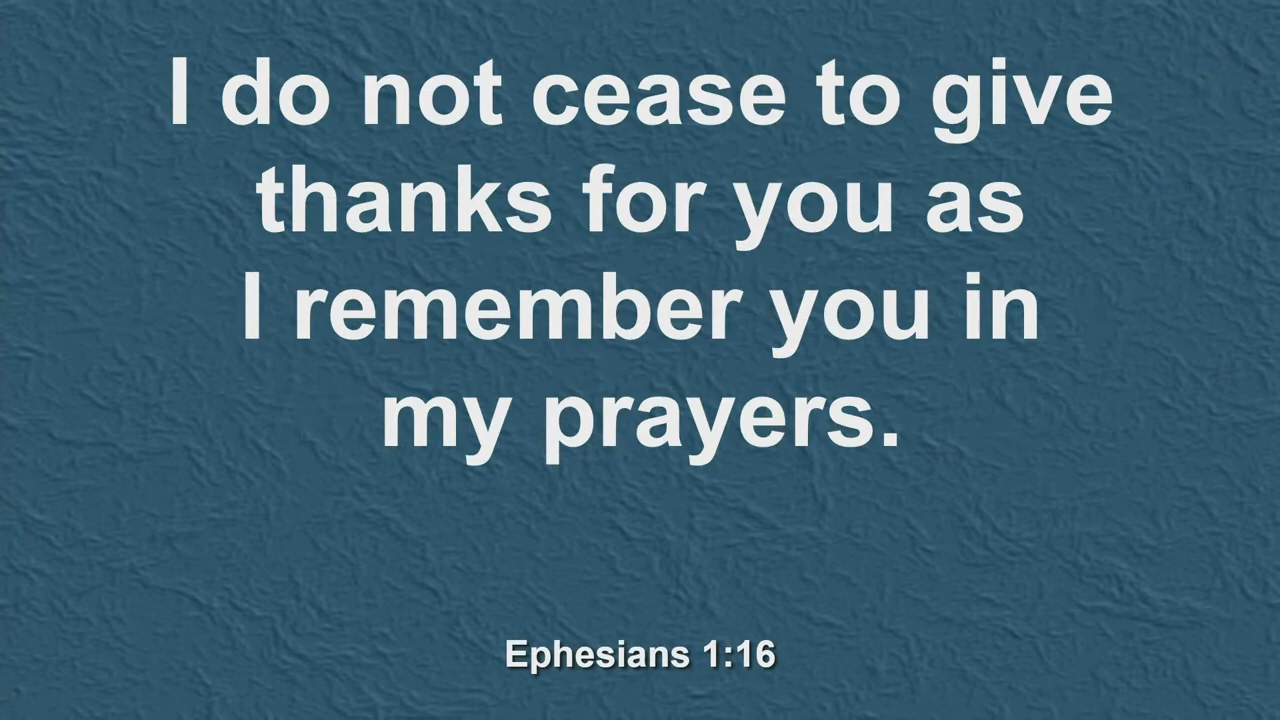 I do not cease to give
thanks for you as
I remember you in
my prayers.
Ephesians 1:16